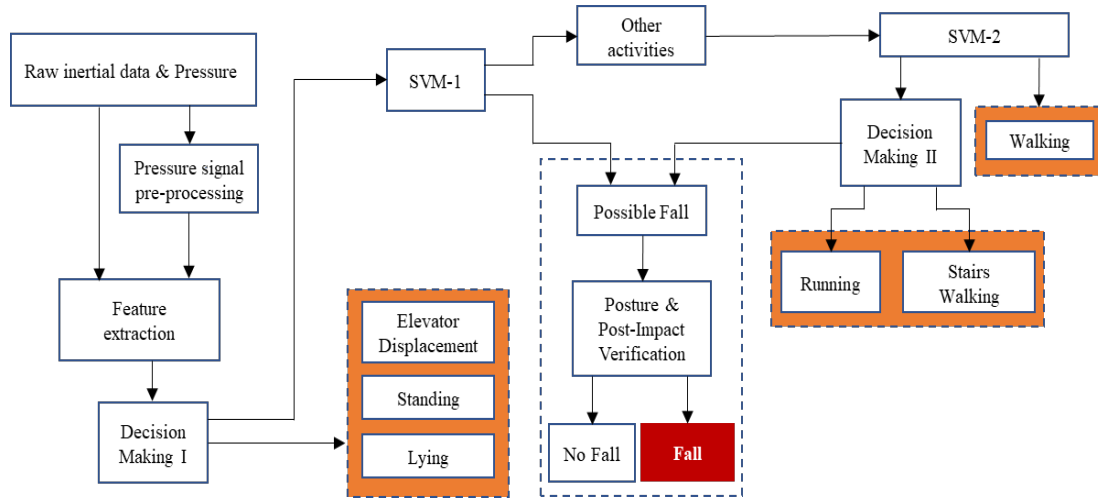 Raw inertial data & Pressure
Pressure signal
pre-processing
Feature
extraction
Decision
Making I
SVM-1
Other
activities
SVM-2
Decision
Making II
Walking
Running
Stairs
Walking
Elevator
Displacement
Standing
Lying
Possible Fall
Posture &
Post-Impact
Verification
No Fall
Fall